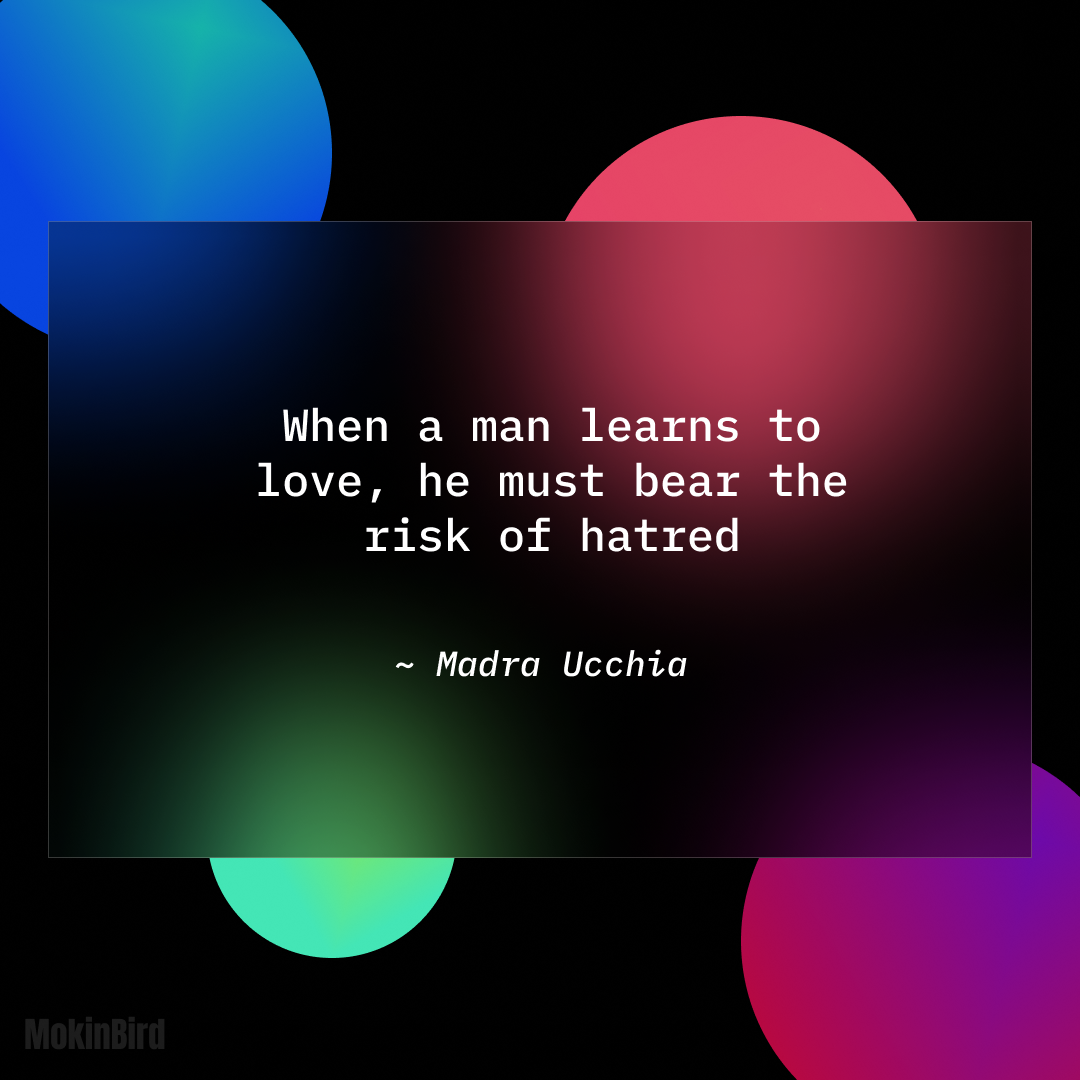 When a man learns to
love, he must bear the
risk of hatred
~ Madra Ucchia
MokinBird